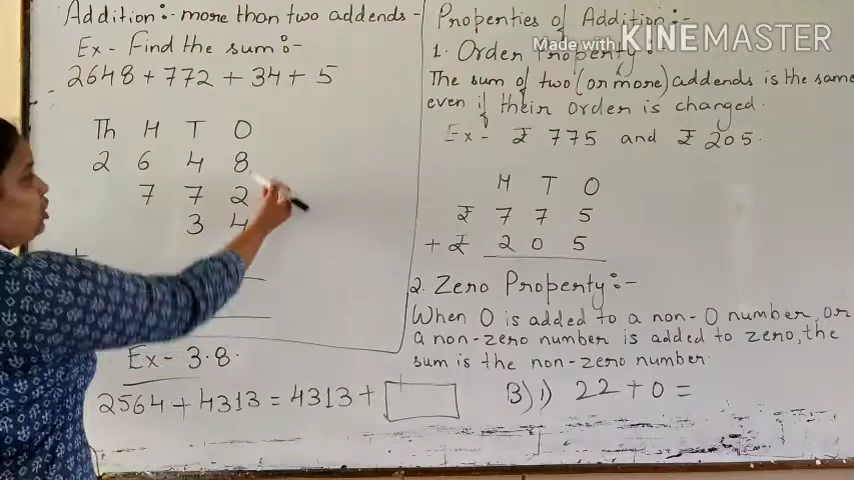 Addition:- more than two addends -
Ex - Find the sum:-
2648 + 772 + 34 + 5
Th H T O
2 6 4 8
7 7 2
3 4
+
Ex - 3.8.
2564 + 4313 = 4313 +
Properties of Addition:-
Made with KINEMASTER
1. Order Property:-
The sum of two (or more) addends is the same
even if their order is changed.
Ex - ₹ 775 and ₹ 205.
H T O
₹ 7 7 5
+ ₹ 2 0 5
2. Zero Property:-
When 0 is added to a non-0 number, or
a non-zero number is added to zero, the
sum is the non-zero number.
B) i) 22 + 0 =